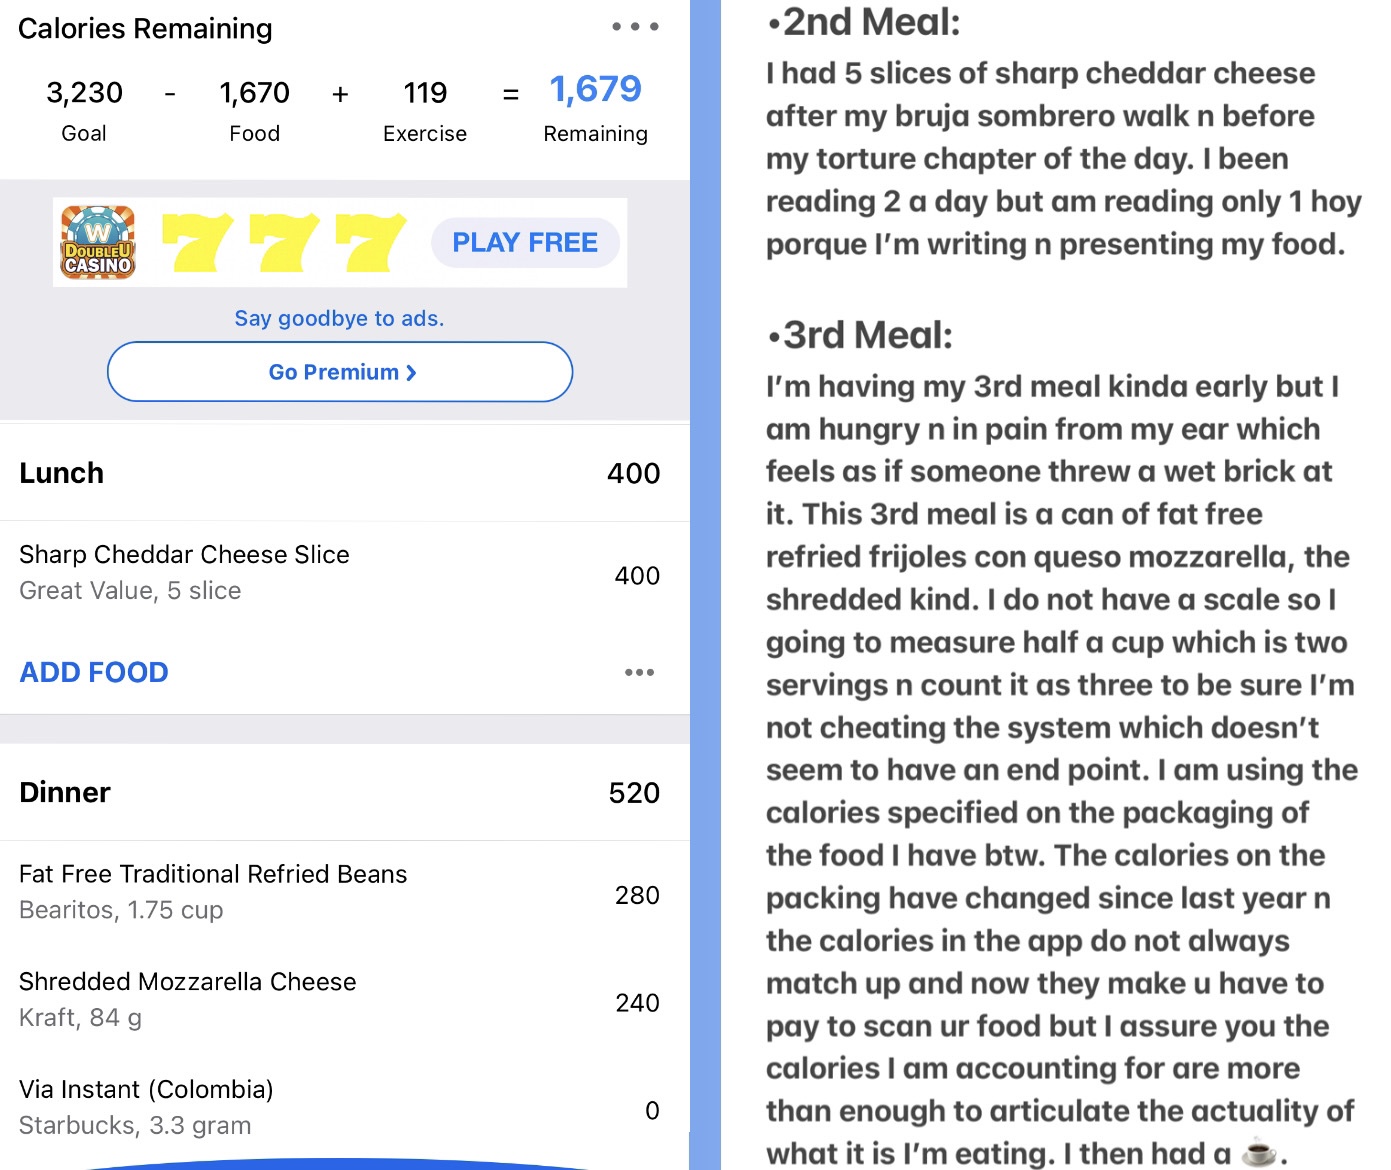 Calories Remaining
3,230 - 1,670 + 119 = 1,679
Goal Food Exercise Remaining
W
DOUBLEU
CASINO
777
PLAY FREE
Say goodbye to ads.
Go Premium >
Lunch 400
Sharp Cheddar Cheese Slice
Great Value, 5 slice
400
ADD FOOD
Dinner 520
Fat Free Traditional Refried Beans
Bearitos, 1.75 cup
280
Shredded Mozzarella Cheese
Kraft, 84 g
240
Via Instant (Colombia)
Starbucks, 3.3 gram
0
•2nd Meal:
I had 5 slices of sharp cheddar cheese
after my bruja sombrero walk n before
my torture chapter of the day. I been
reading 2 a day but am reading only 1 hoy
porque I'm writing n presenting my food.
•3rd Meal:
I'm having my 3rd meal kinda early but I
am hungry n in pain from my ear which
feels as if someone threw a wet brick at
it. This 3rd meal is a can of fat free
refried frijoles con queso mozzarella, the
shredded kind. I do not have a scale so I
going to measure half a cup which is two
servings n count it as three to be sure I'm
not cheating the system which doesn't
seem to have an end point. I am using the
calories specified on the packaging of
the food I have btw. The calories on the
packing have changed since last year n
the calories in the app do not always
match up and now they make u have to
pay to scan ur food but I assure you the
calories I am accounting for are more
than enough to articulate the actuality of
what it is I'm eating. I then had a ☕.